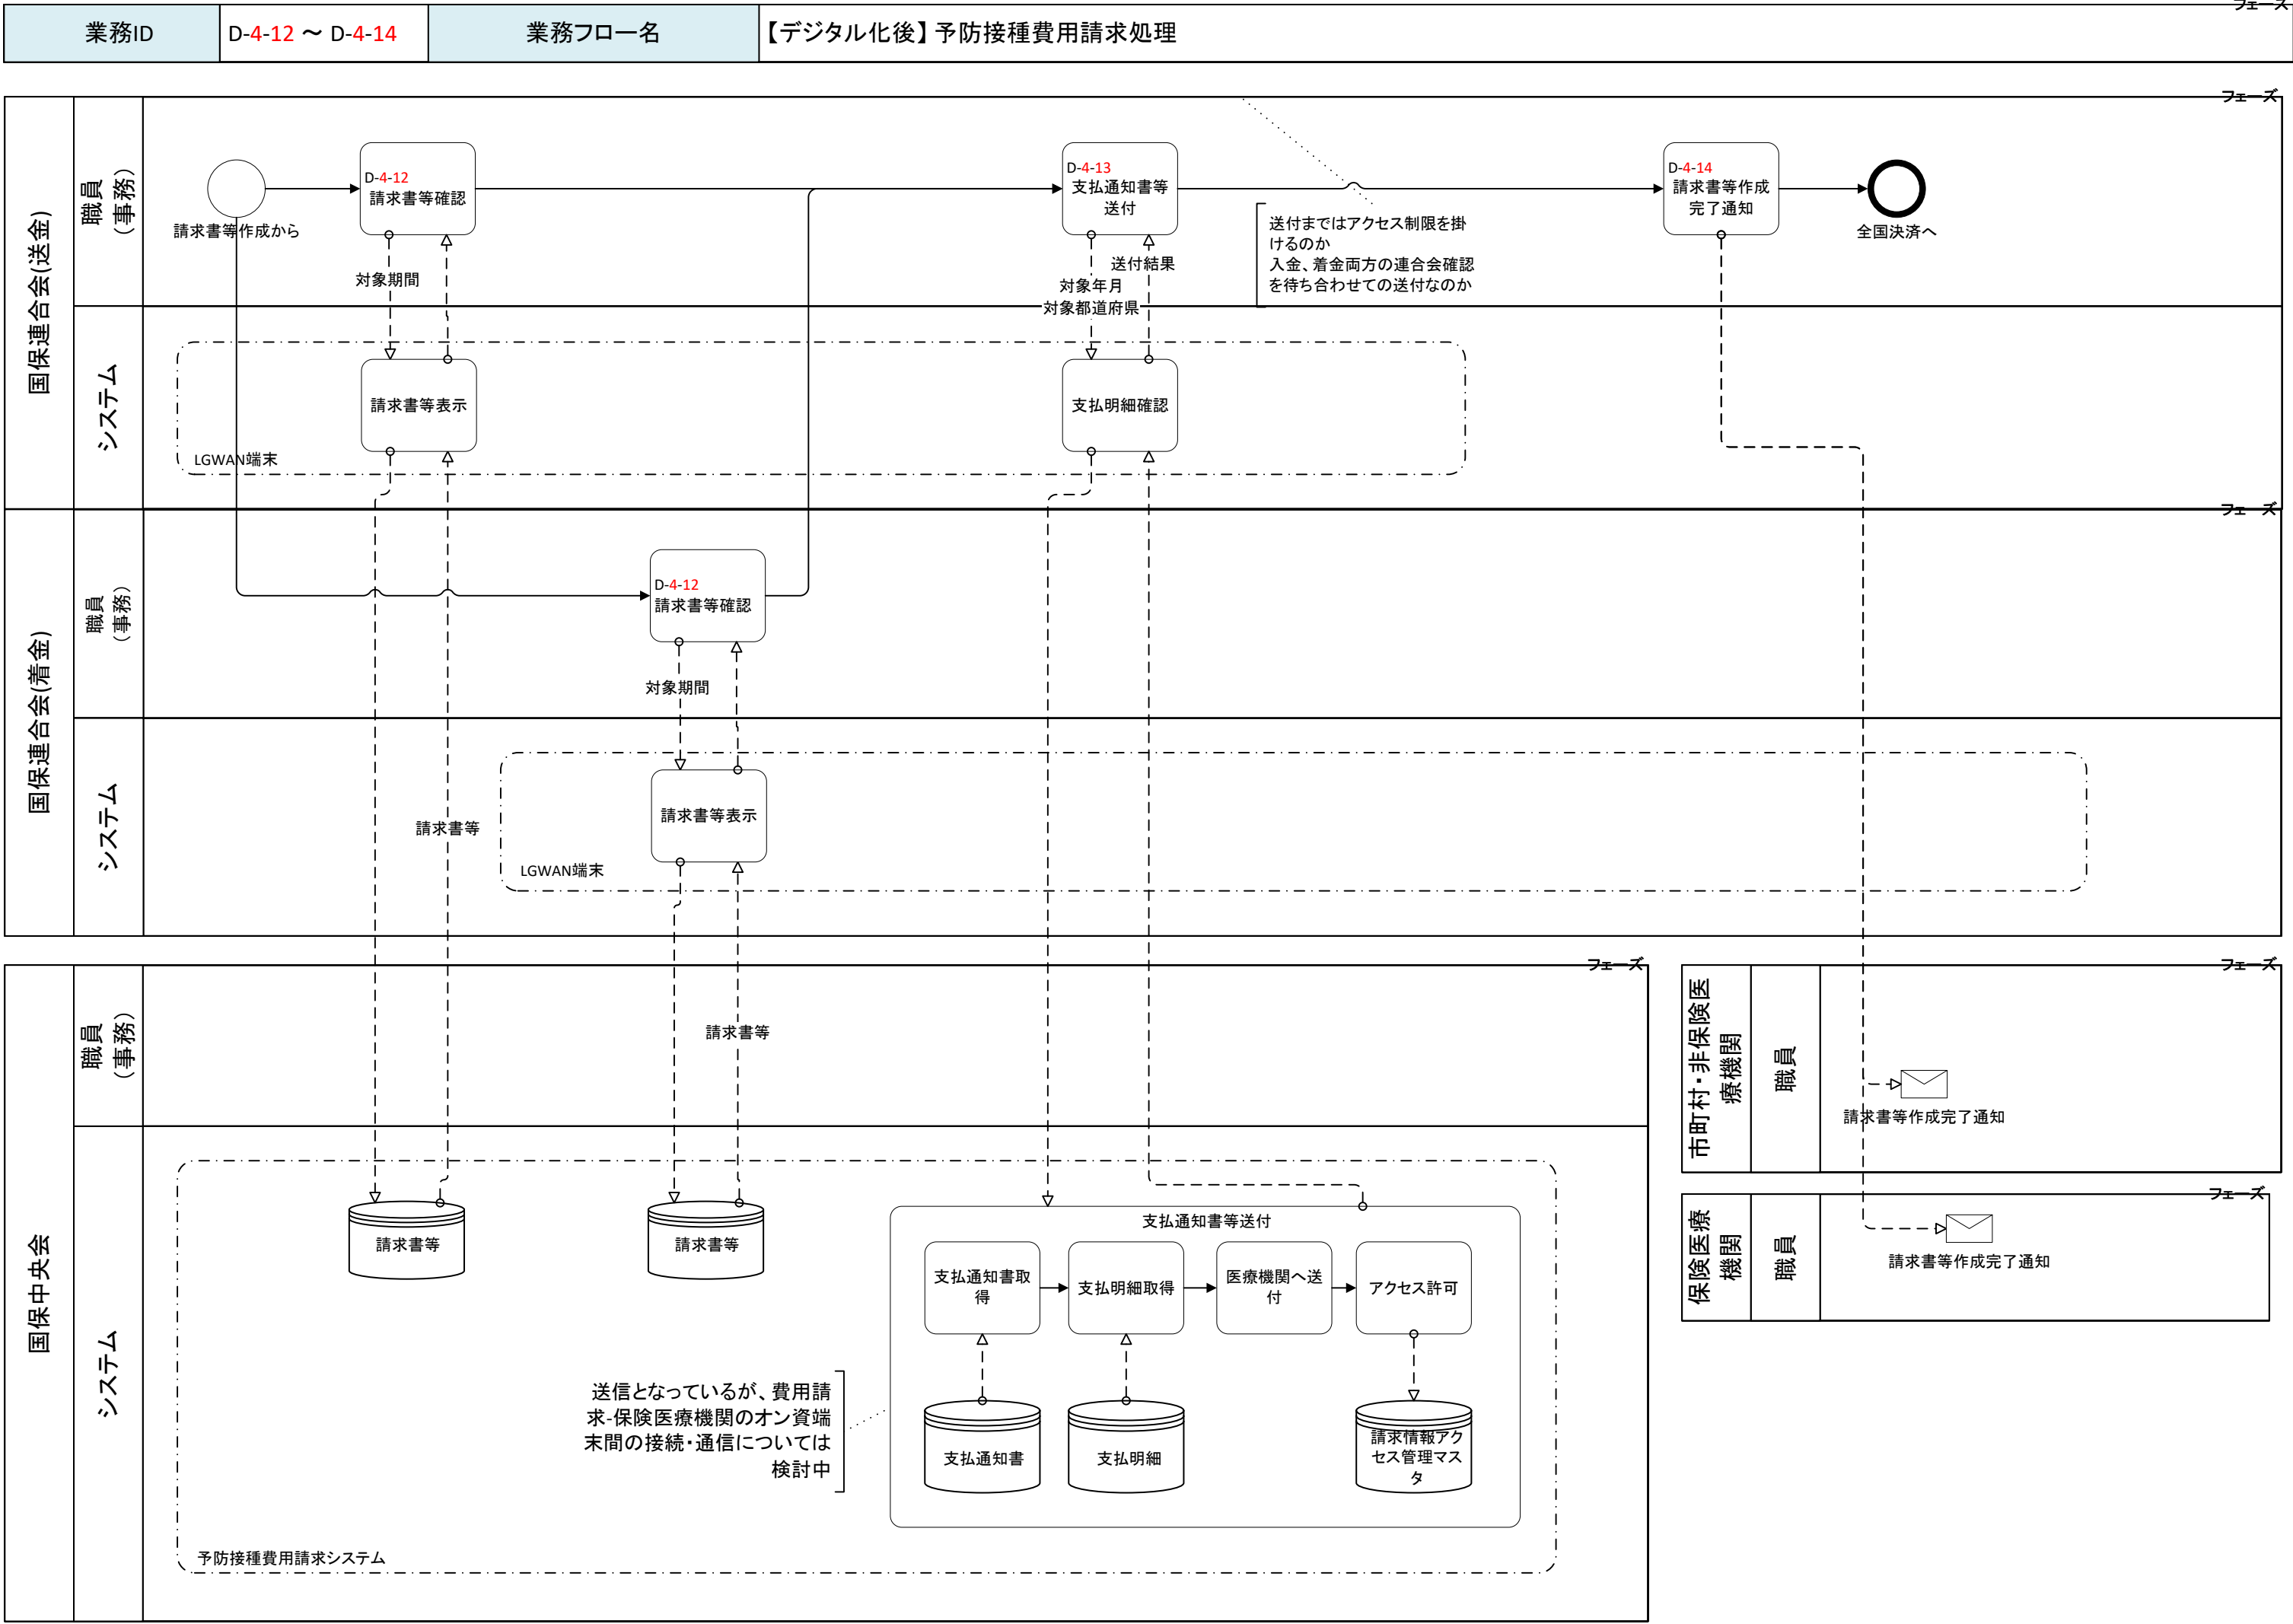 フェーズ
業務ID
D-4-12 ～ D-4-14
業務フロー名
【デジタル化後】予防接種費用請求処理
フェーズ
国保連合会(送金)
職員
（事務）
請求書等作成から
D-4-12
請求書等確認
対象期間
D-4-13
支払通知書等
送付
送付結果
対象年月
対象都道府県
送付まではアクセス制限を掛
けるのか
入金、着金両方の連合会確認
を待ち合わせての送付なのか
D-4-14
請求書等作成
完了通知
全国決済へ
システム
請求書等表示
支払明細確認
LGWAN端末
フェーズ
国保連合会(着金)
職員
（事務）
D-4-12
請求書等確認
対象期間
システム
請求書等表示
請求書等
LGWAN端末
フェーズ
国保中央会
職員
（事務）
請求書等
システム
請求書等
請求書等
支払通知書等送付
支払通知書取
得
支払明細取得
医療機関へ送
付
アクセス許可
支払通知書
支払明細
請求情報アク
セス管理マス
タ
送信となっているが、費用請
求-保険医療機関のオン資端
末間の接続・通信については
検討中
予防接種費用請求システム
フェーズ
市町村・非保険医
療機関
職員
請求書等作成完了通知
フェーズ
保険医療
機関
職員
請求書等作成完了通知